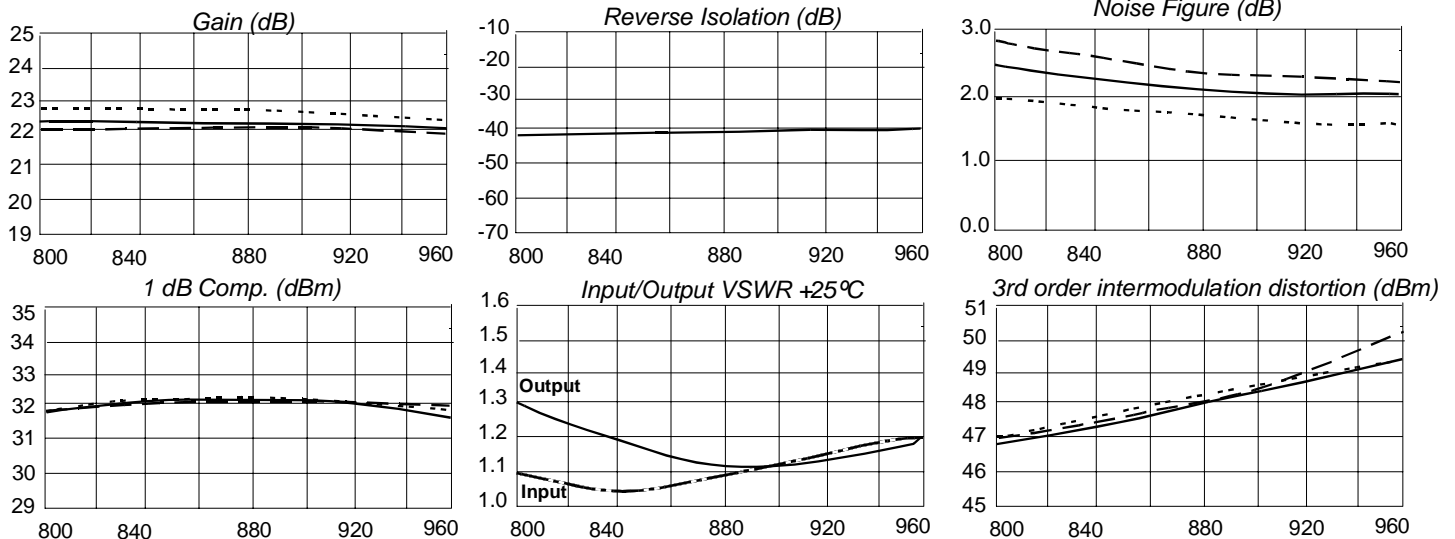 Gain (dB)
25
24
23
22
21
20
19
800 840 880 920 960
Reverse Isolation (dB)
-10
-20
-30
-40
-50
-60
-70
800 840 880 920 960
Noise Figure (dB)
3.0
2.0
1.0
0.0
800 840 880 920 960
1 dB Comp. (dBm)
35
34
33
32
31
30
29
800 840 880 920 960
Input/Output VSWR +25ºC
1.6
1.5
1.4
1.3
1.2
1.1
1.0
Output
Input
800 840 880 920 960
3rd order intermodulation distortion (dBm)
51
50
49
48
47
46
45
800 840 880 920 960